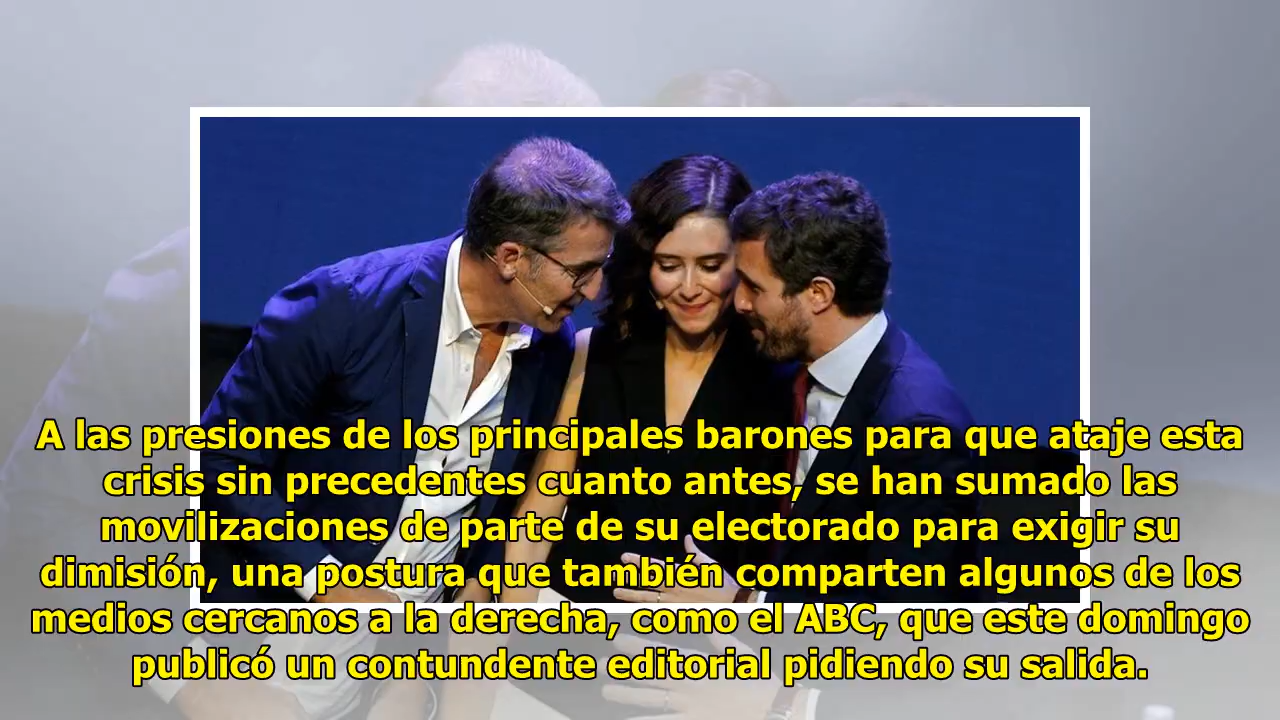 A las presiones de los principales barones para que ataje esta
crisis sin precedentes cuanto antes, se han sumado las
movilizaciones de parte de su electorado para exigir su
dimisión, una postura que también comparten algunos de los
medios cercanos a la derecha, como el ABC, que este domingo
publicó un contundente editorial pidiendo su salida.